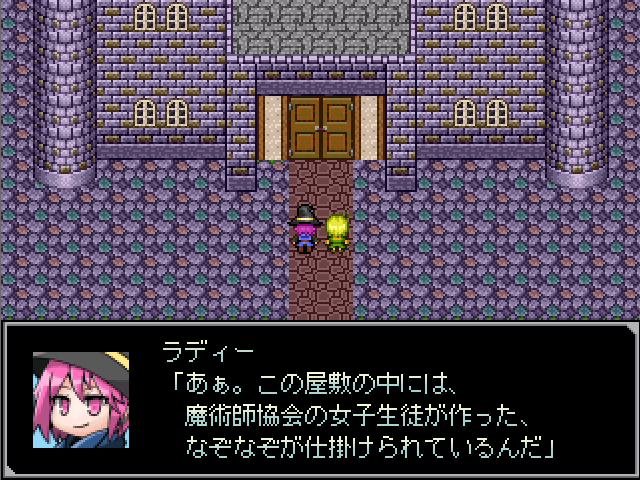 ラディー
「あぁ。この屋敷の中には、
魔術師協会の女子生徒が作った、
なぞなぞが仕掛けられているんだ」